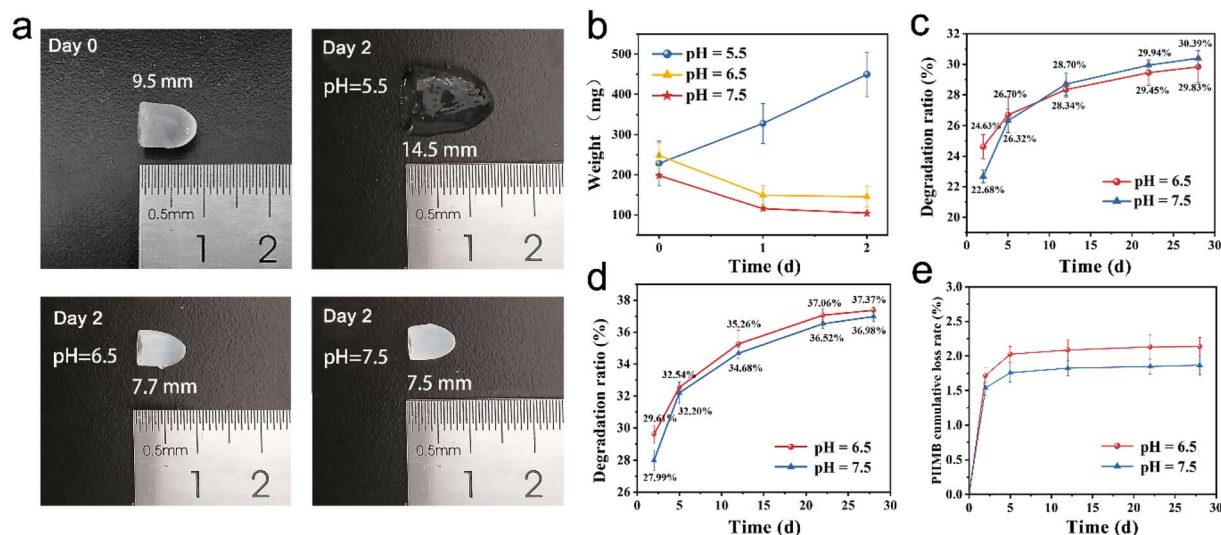 a
Day 0
9.5 mm
0.5mm
1
2
Day 2
pH=5.5
14.5 mm
0.5mm
1
2
Day 2
pH=6.5
7.7 mm
0.5mm
1
2
Day 2
pH=7.5
7.5 mm
0.5mm
1
2
b
Weight (mg)
500
450
400
350
300
250
200
150
100
50
pH = 5.5
pH = 6.5
pH = 7.5
0
1
2
Time (d)
c
Degradation ratio (%)
32
30
28
26
24
22
20
24.63%
26.70%
28.70%
29.94%
30.39%
22.68%
26.32%
28.34%
29.45%
29.83%
pH = 6.5
pH = 7.5
0 5 10 15 20 25 30
Time (d)
d
Degradation ratio (%)
38
37
36
34
32
30
28
26
29.61%
32.54%
35.26%
37.06%
37.37%
27.99%
32.20%
34.68%
36.52%
36.98%
pH = 6.5
pH = 7.5
0 5 10 15 20 25 30
Time (d)
e
PHMB cumulative loss rate (%)
3.0
2.5
2.0
1.5
1.0
0.5
0.0
pH = 6.5
pH = 7.5
0 5 10 15 20 25 30
Time (d)